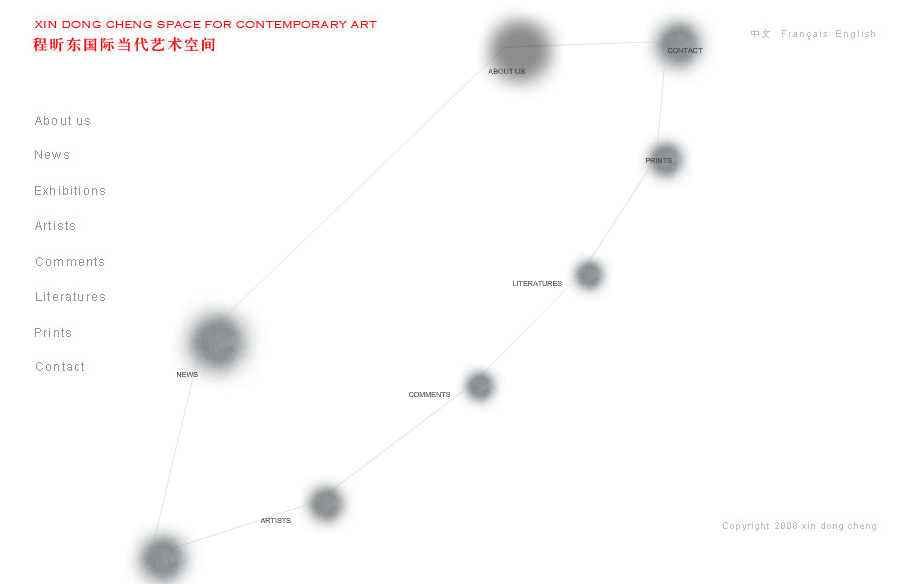 XIN DONG CHENG SPACE FOR CONTEMPORARY ART
程昕东国际当代艺术空间
中文 Français English
About us
News
Exhibitions
Artists
Comments
Literatures
Prints
Contact
ABOUT US
CONTACT
PRINTS
LITERATURES
NEWS
COMMENTS
ARTISTS
Copyright 2008 xin dong cheng